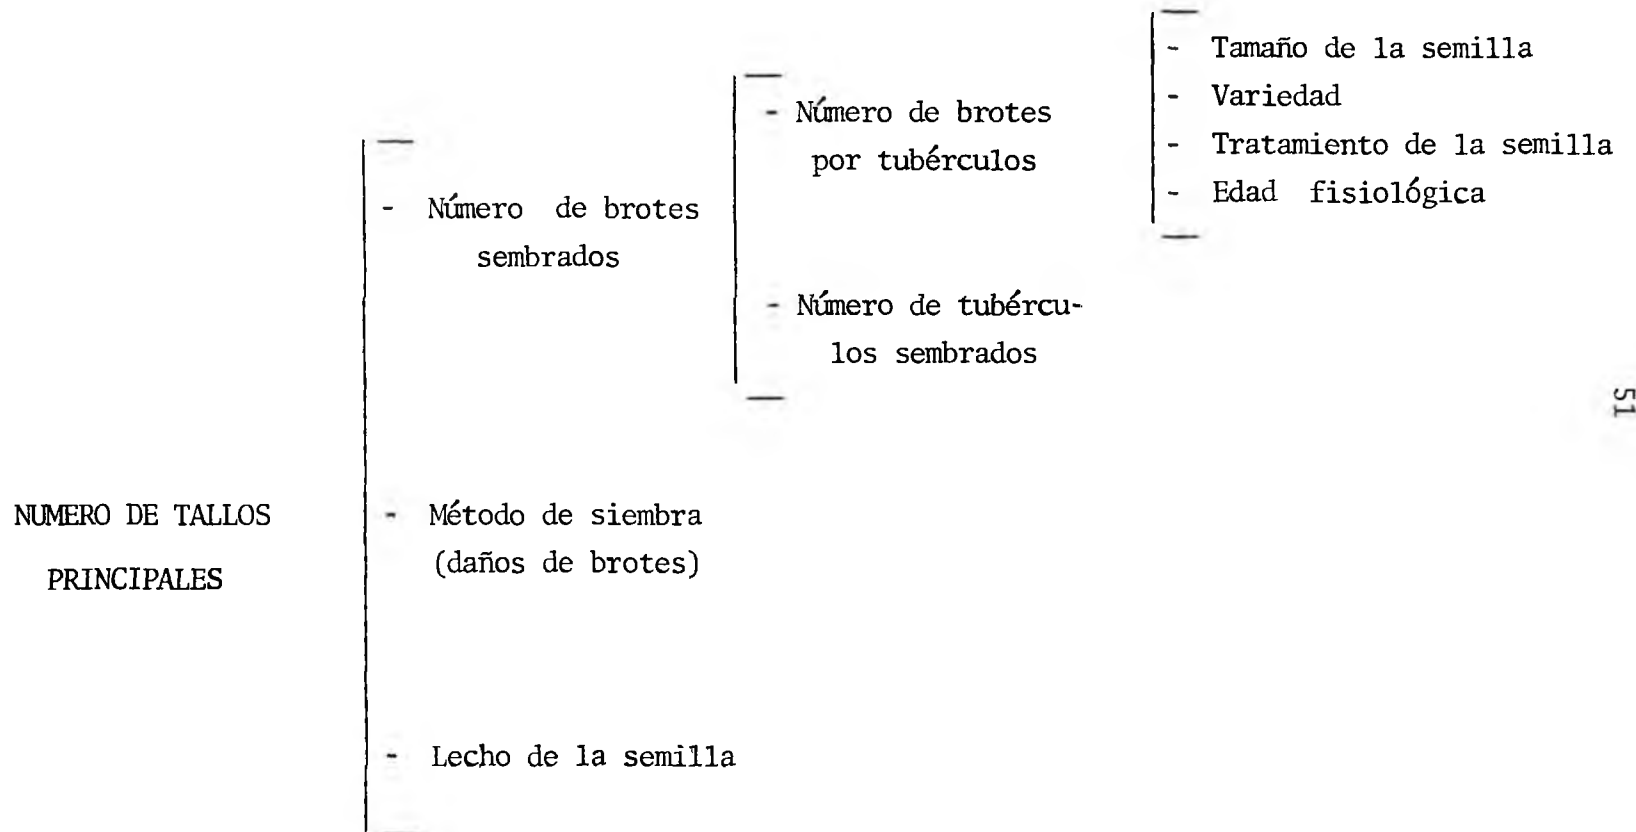 NUMERO DE TALLOS
PRINCIPALES
- Número de brotes
sembrados
- Número de brotes
por tubérculos
- Tamaño de la semilla
- Variedad
- Tratamiento de la semilla
- Edad fisiológica
- Número de tubércu-
los sembrados
- Método de siembra
(daños de brotes)
- Lecho de la semilla
51